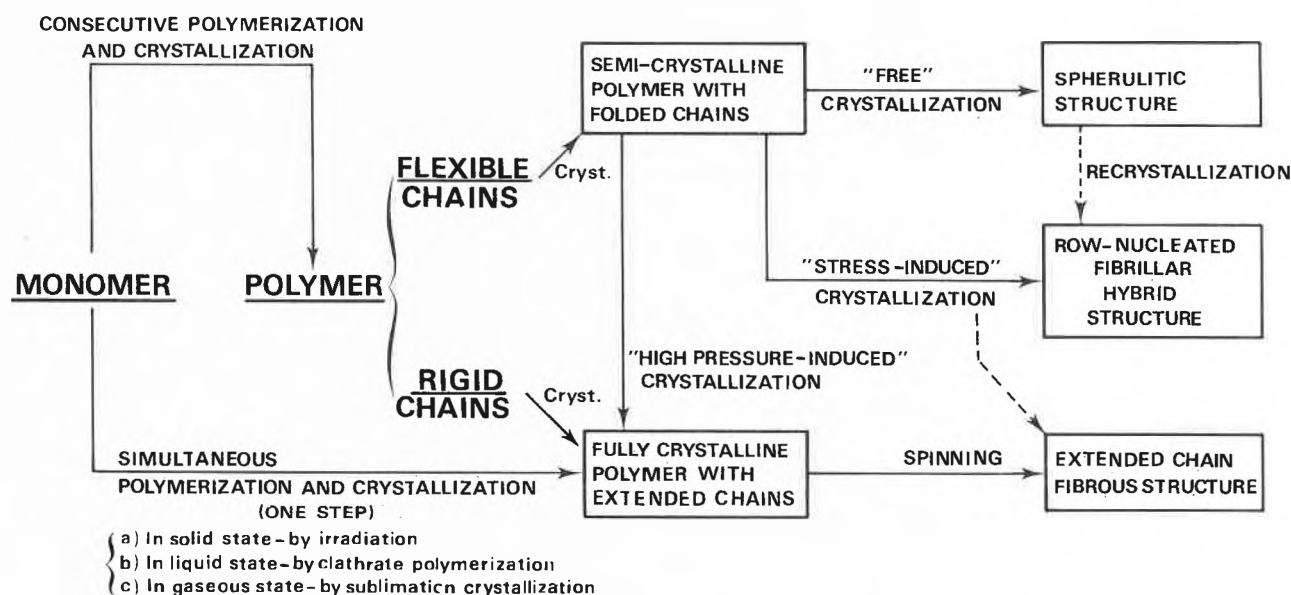 CONSECUTIVE POLYMERIZATION
AND CRYSTALLIZATION
SEMI-CRYSTALLINE
POLYMER WITH
FOLDED CHAINS
"FREE"
CRYSTALLIZATION
SPHERULITIC
STRUCTURE
FLEXIBLE
CHAINS
Cryst.
RECRYSTALLIZATION
MONOMER
POLYMER
"STRESS-INDUCED"
CRYSTALLIZATION
ROW-NUCLEATED
FIBRILLAR
HYBRID
STRUCTURE
"HIGH PRESSURE-INDUCED"
CRYSTALLIZATION
RIGID
CHAINS
Cryst.
SIMULTANEOUS
POLYMERIZATION AND CRYSTALLIZATION
(ONE STEP)
FULLY CRYSTALLINE
POLYMER WITH
EXTENDED CHAINS
SPINNING
EXTENDED CHAIN
FIBROUS STRUCTURE
a) In solid state-by irradiation
b) In liquid state-by clathrate polymerization
c) In gaseous state-by sublimation crystallization